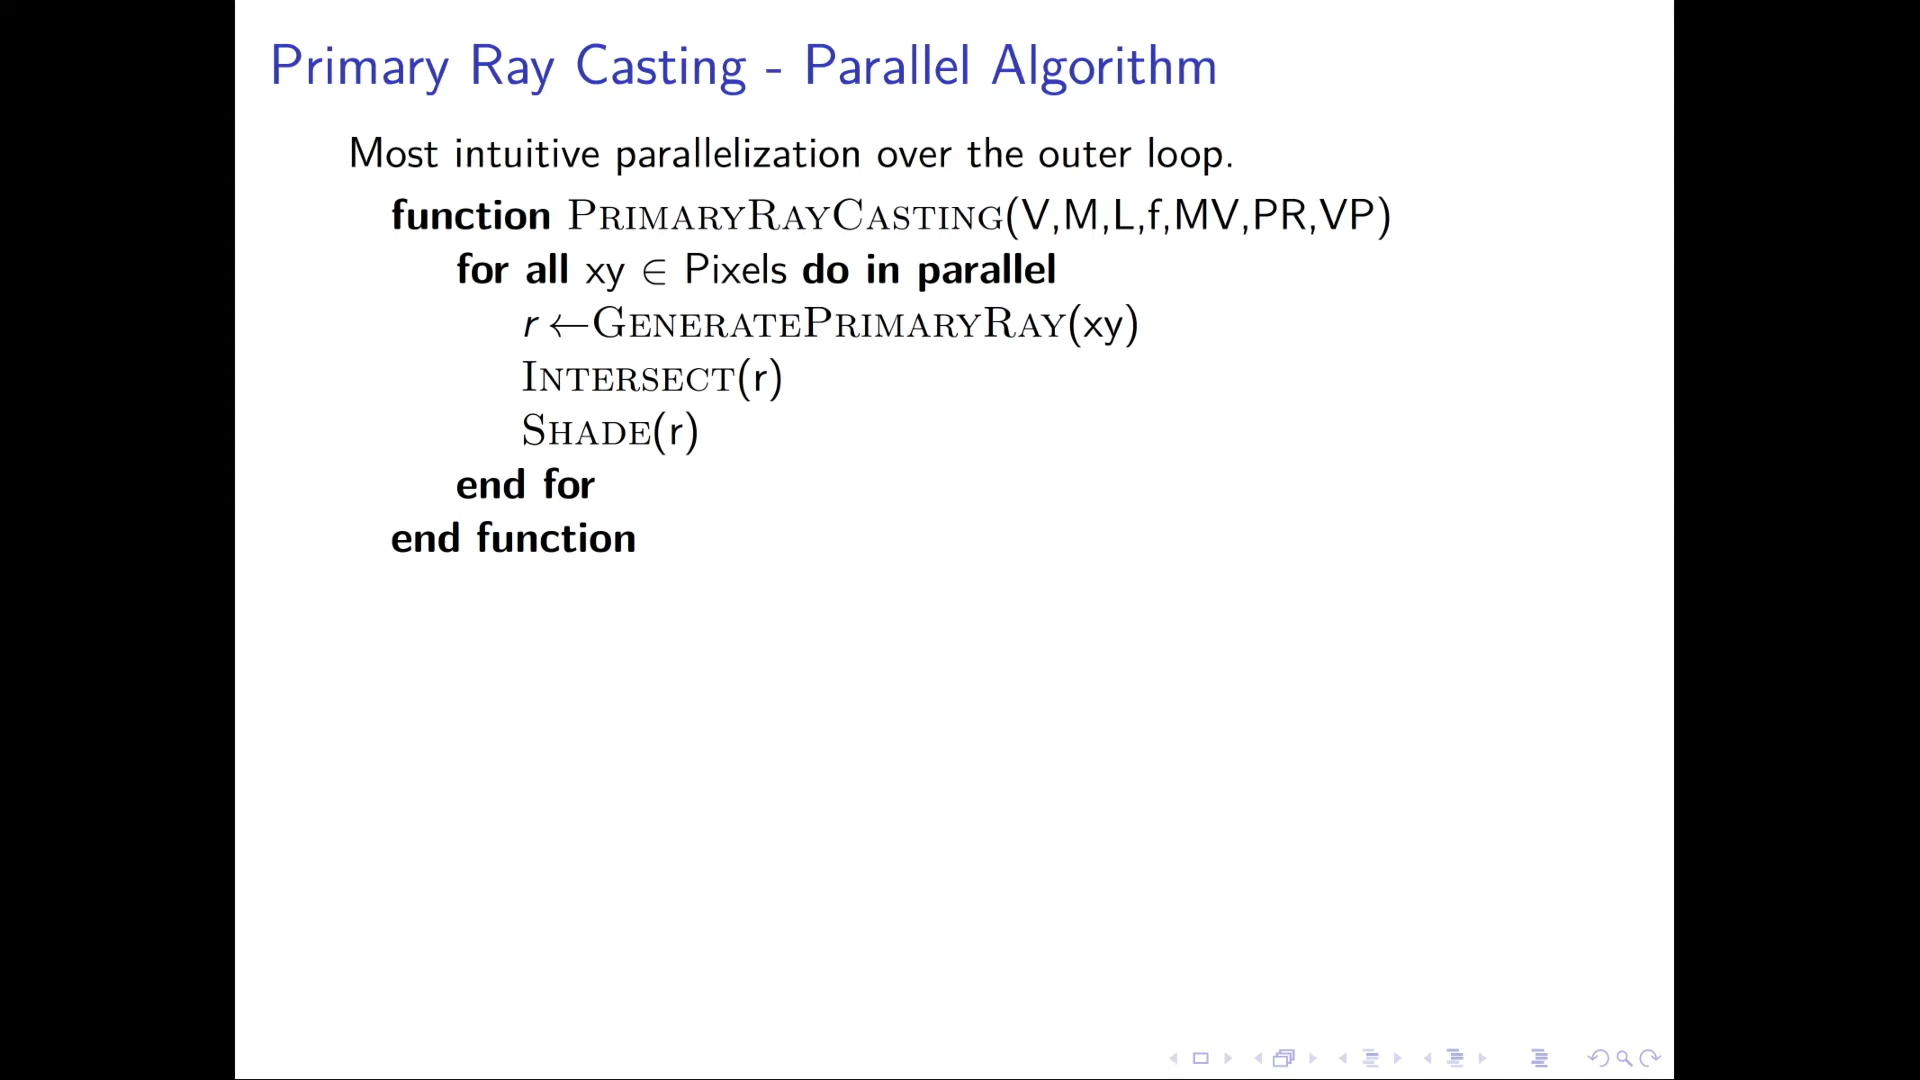 Primary Ray Casting - Parallel Algorithm
Most intuitive parallelization over the outer loop.
function PrimaryRayCasting(V,M,L,f,MV,PR,VP)
for all xy ∈ Pixels do in parallel
r ←GeneratePrimaryRay(xy)
Intersect(r)
Shade(r)
end for
end function